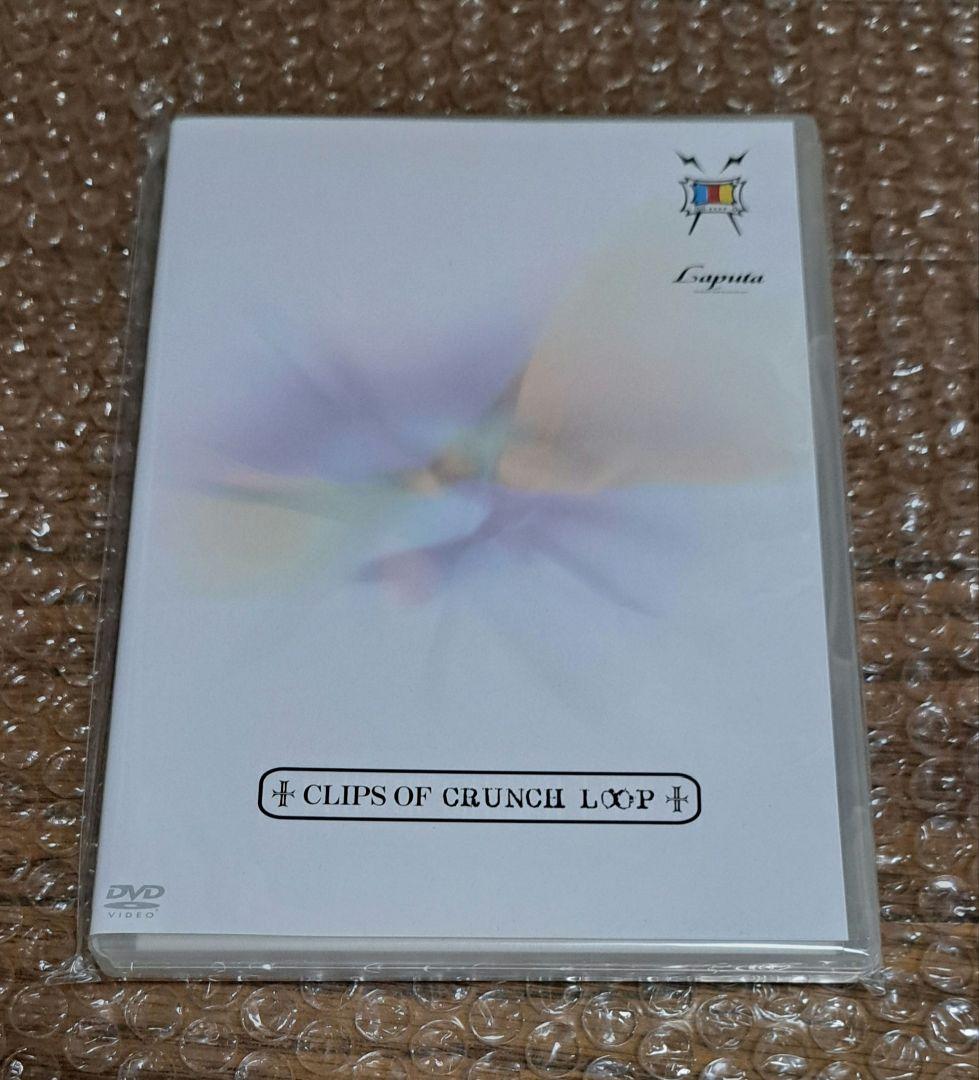 Laputa
CLIPS OF CRUNCH LOOP
DVD
VIDEO